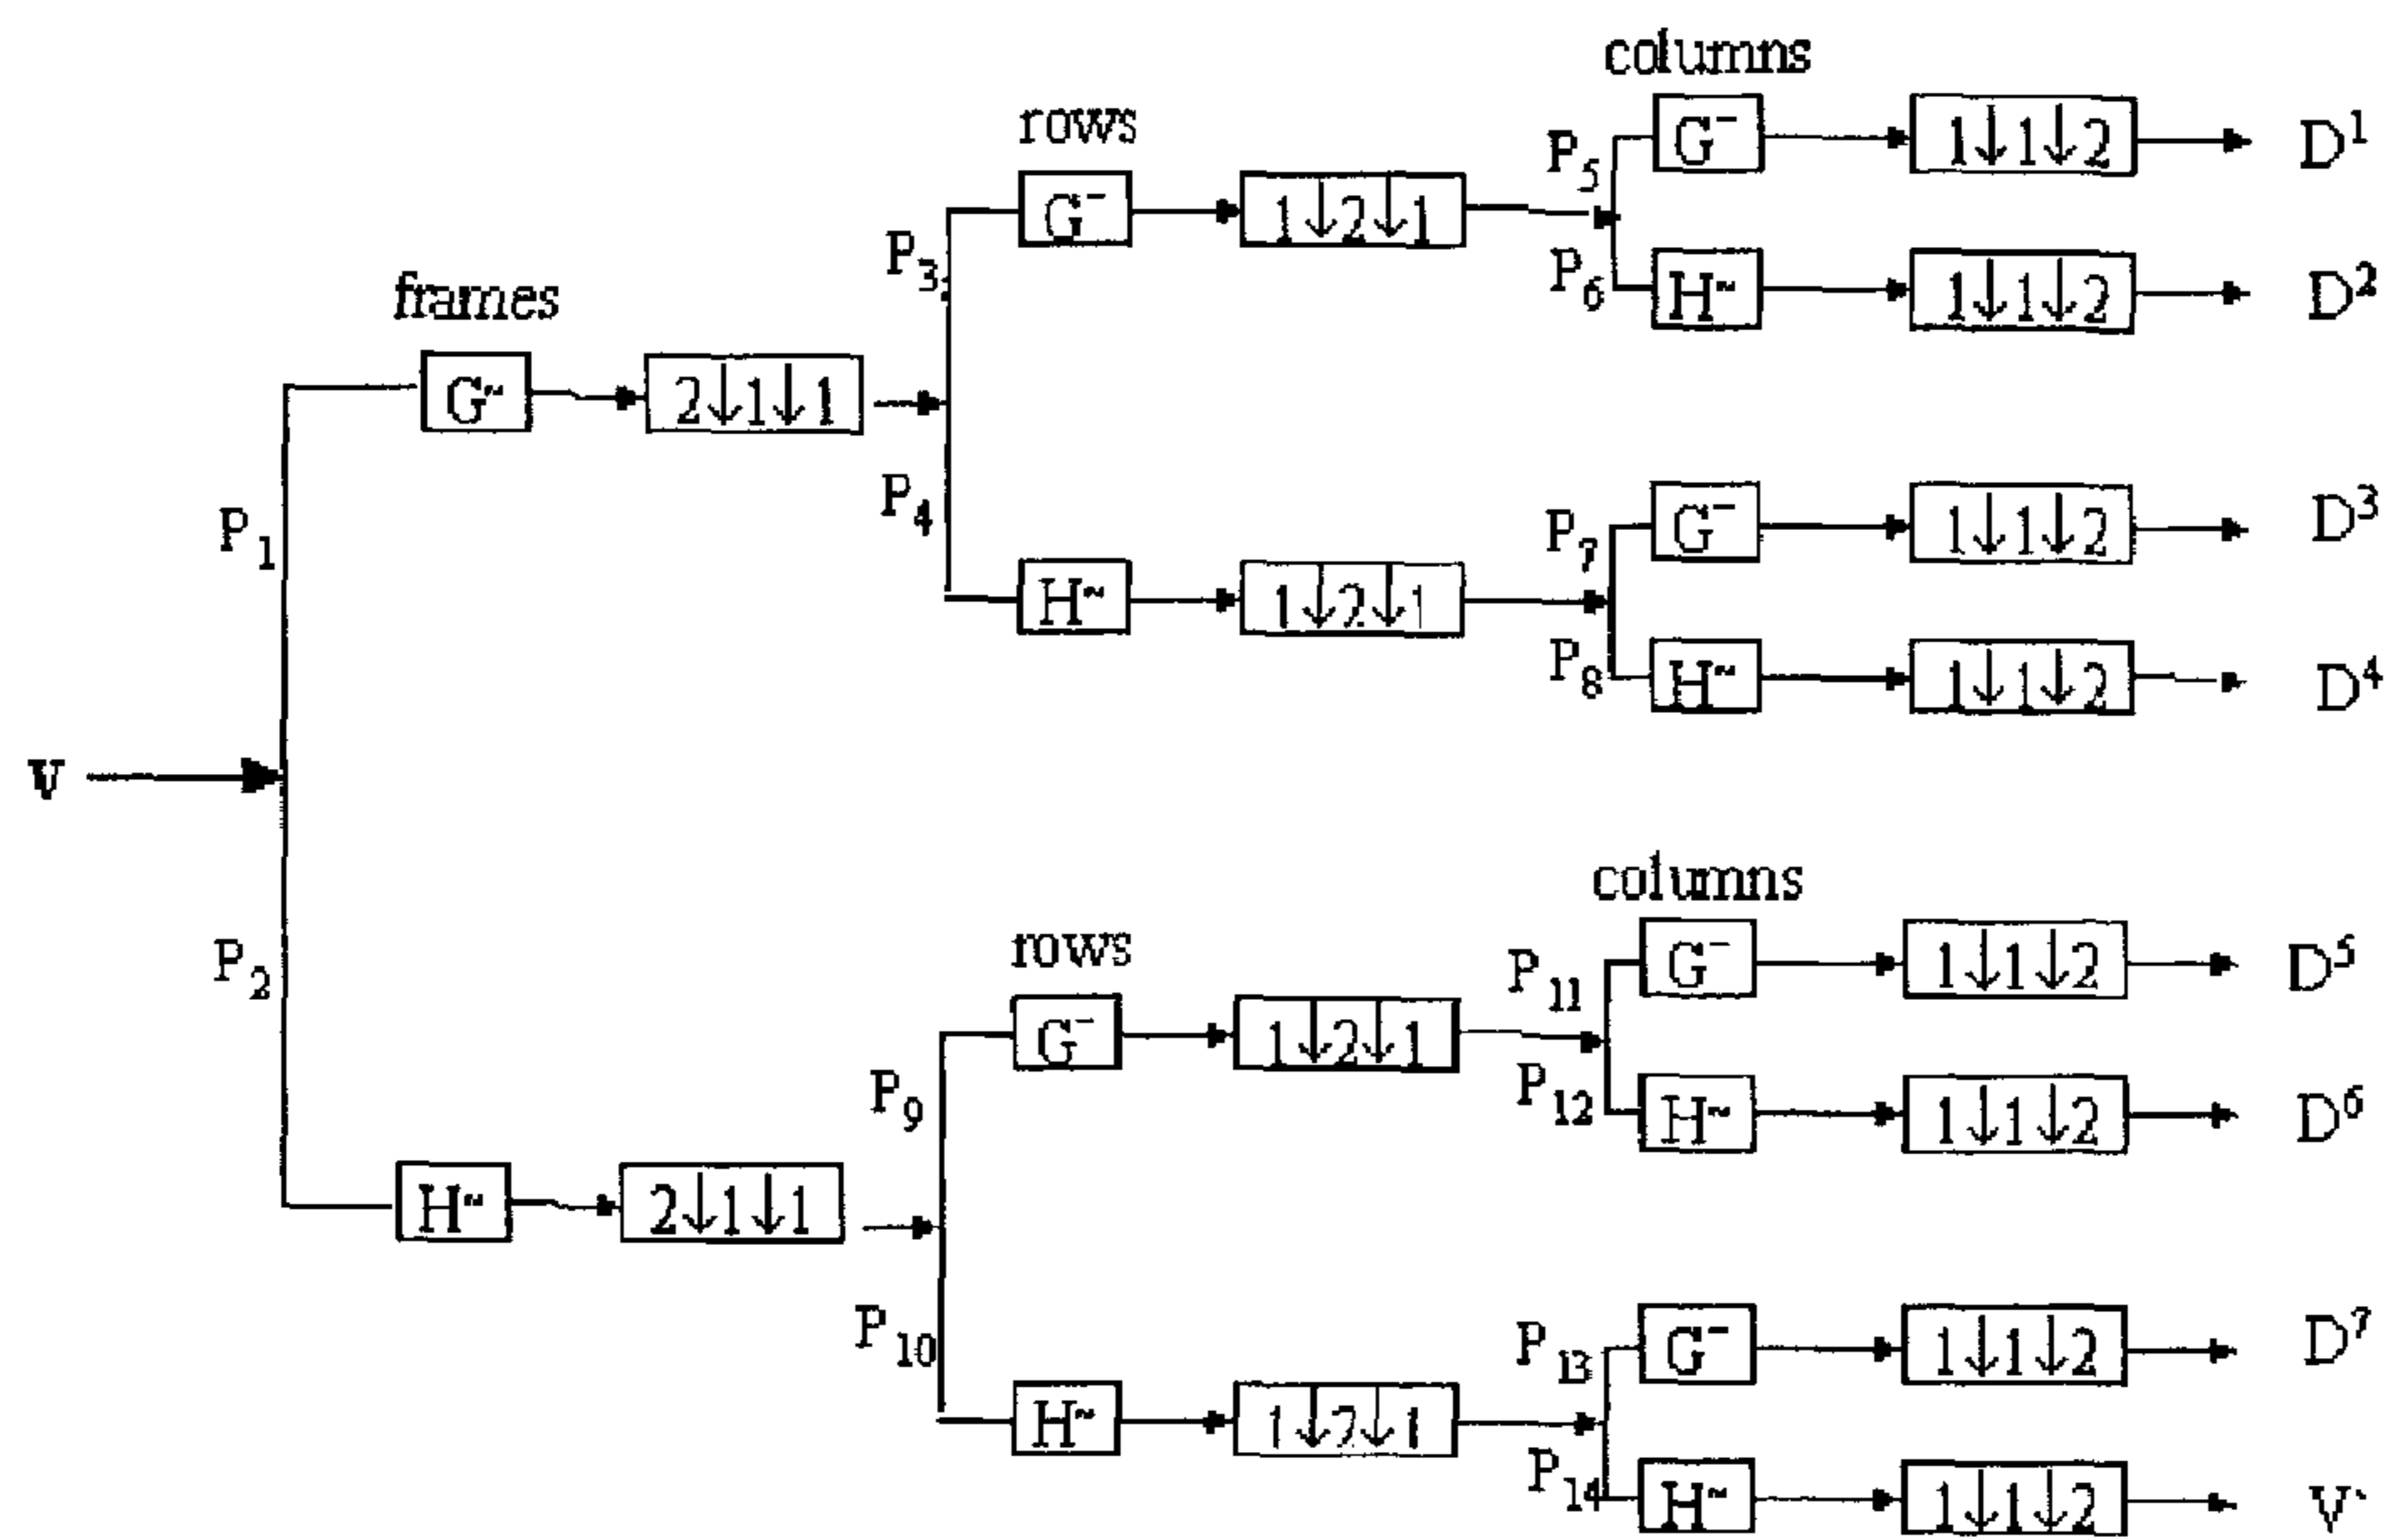 columns
rows
P5 G~ 1↓1↓2 D1
G~ 1↓2↓1
P3
P6 H~ 1↓1↓2 D2
frames
G~ 2↓1↓1
P4
P7 G~ 1↓1↓2 D3
P1
H~ 1↓2↓1
P8 H~ 1↓1↓2 D4
V
columns
rows
P2
P11 G~ 1↓1↓2 D5
G~ 1↓2↓1
P9
P12 H~ 1↓1↓2 D6
H~ 2↓1↓1
P10
P13 G~ 1↓1↓2 D7
H~ 1↓2↓1
P14 H~ 1↓1↓2 V'